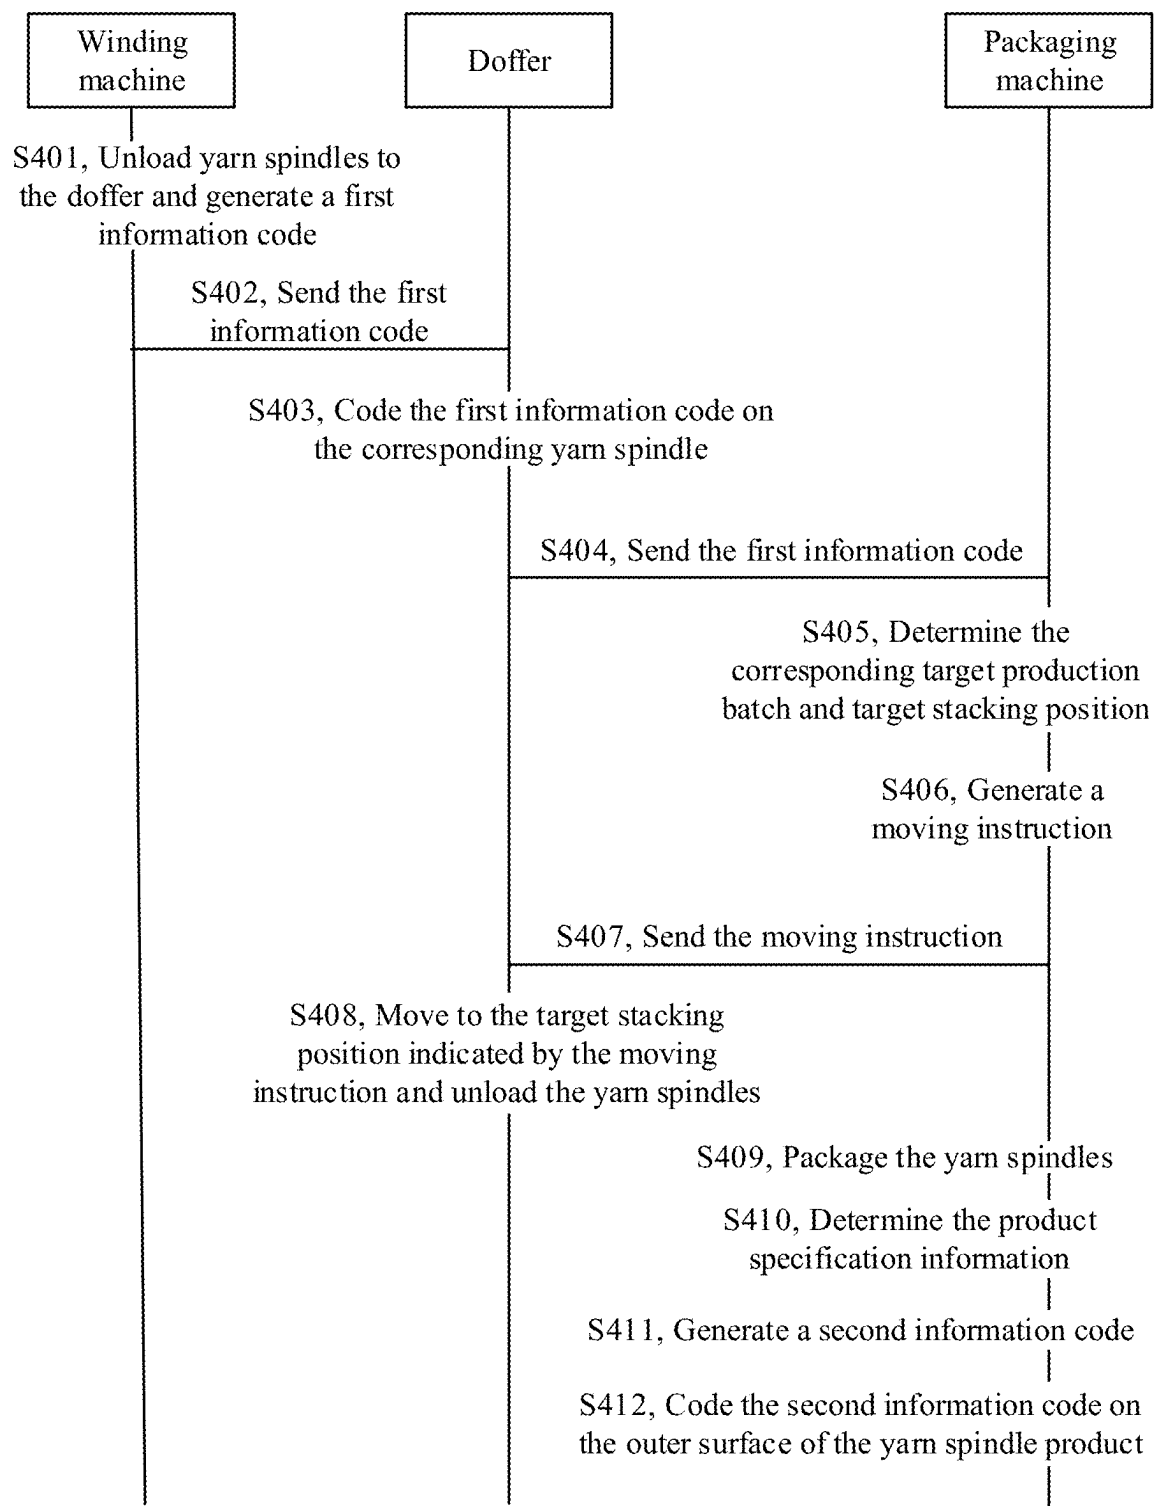 Winding
machine
Doffer
Packaging
machine
S401, Unload yarn spindles to
the doffer and generate a first
information code
S402, Send the first
information code
S403, Code the first information code on
the corresponding yarn spindle
S404, Send the first information code
S405, Determine the
corresponding target production
batch and target stacking position
S406, Generate a
moving instruction
S407, Send the moving instruction
S408, Move to the target stacking
position indicated by the moving
instruction and unload the yarn spindles
S409, Package the yarn spindles
S410, Determine the product
specification information
S411, Generate a second information code
S412, Code the second information code on
the outer surface of the yarn spindle product